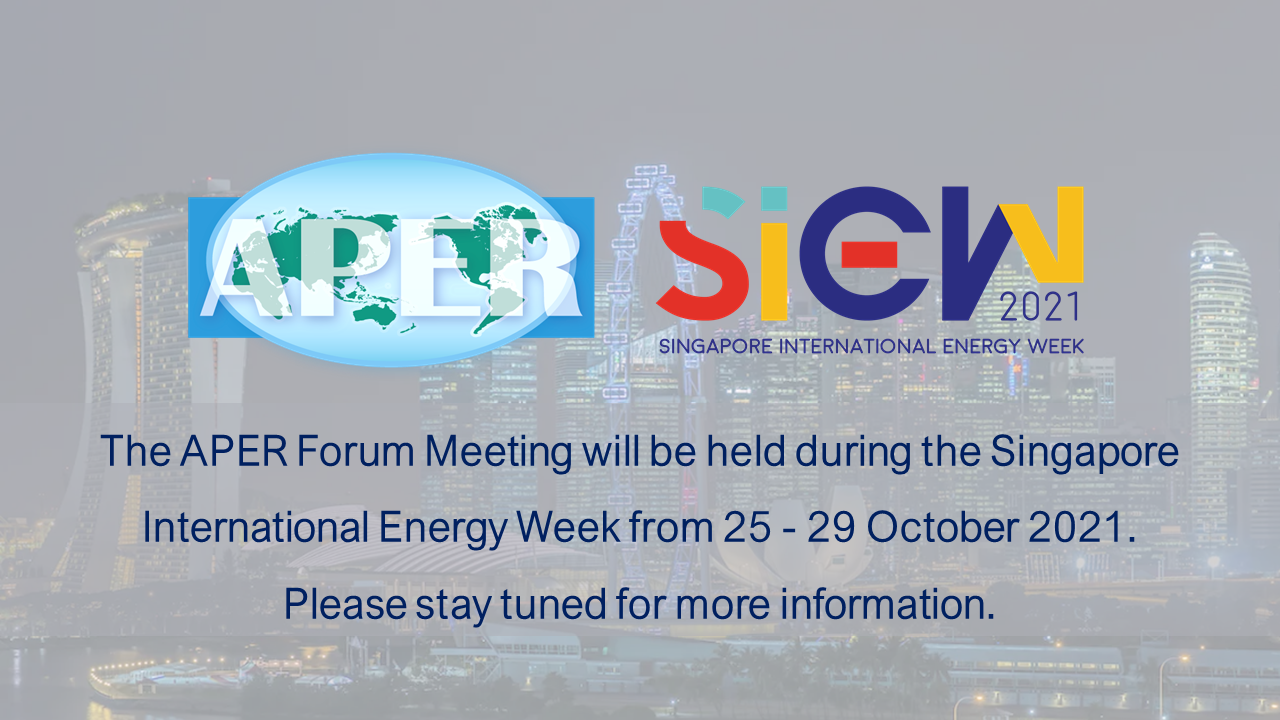 APER
SiEW
2021
SINGAPORE INTERNATIONAL ENERGY WEEK
The APER Forum Meeting will be held during the Singapore
International Energy Week from 25 - 29 October 2021.
Please stay tuned for more information.